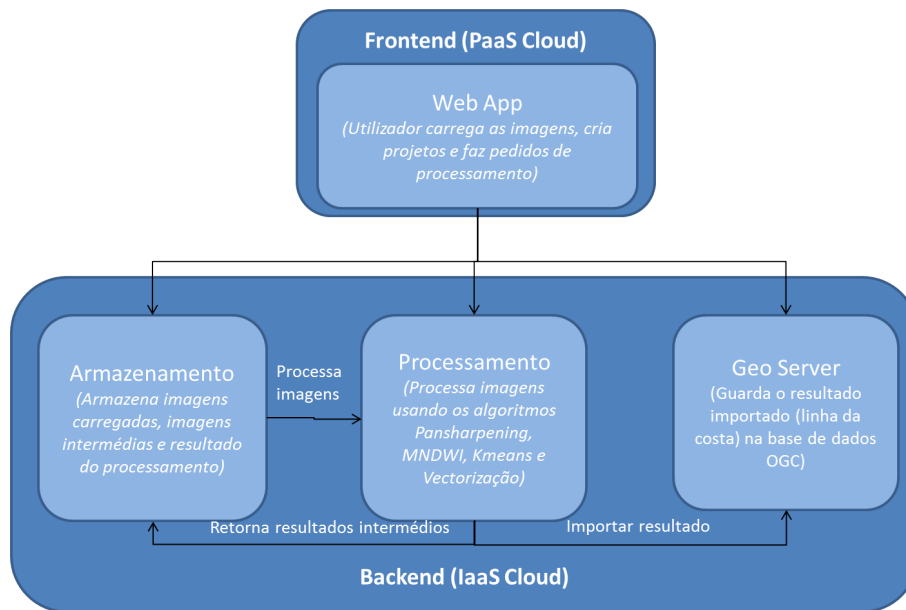 Frontend (PaaS Cloud)
Web App
(Utilizador carrega as imagens, cria
projetos e faz pedidos de
processamento)
Armazenamento
(Armazena imagens
carregadas, imagens
intermédias e resultado
do processamento)
Processa
imagens
Processamento
(Processa imagens
usando os algoritmos
Pansharpening,
MNDWI, Kmeans e
Vectorização)
Geo Server
(Guarda o resultado
importado (linha da
costa) na base de dados
OGC)
Retorna resultados intermédios
Importar resultado
Backend (IaaS Cloud)